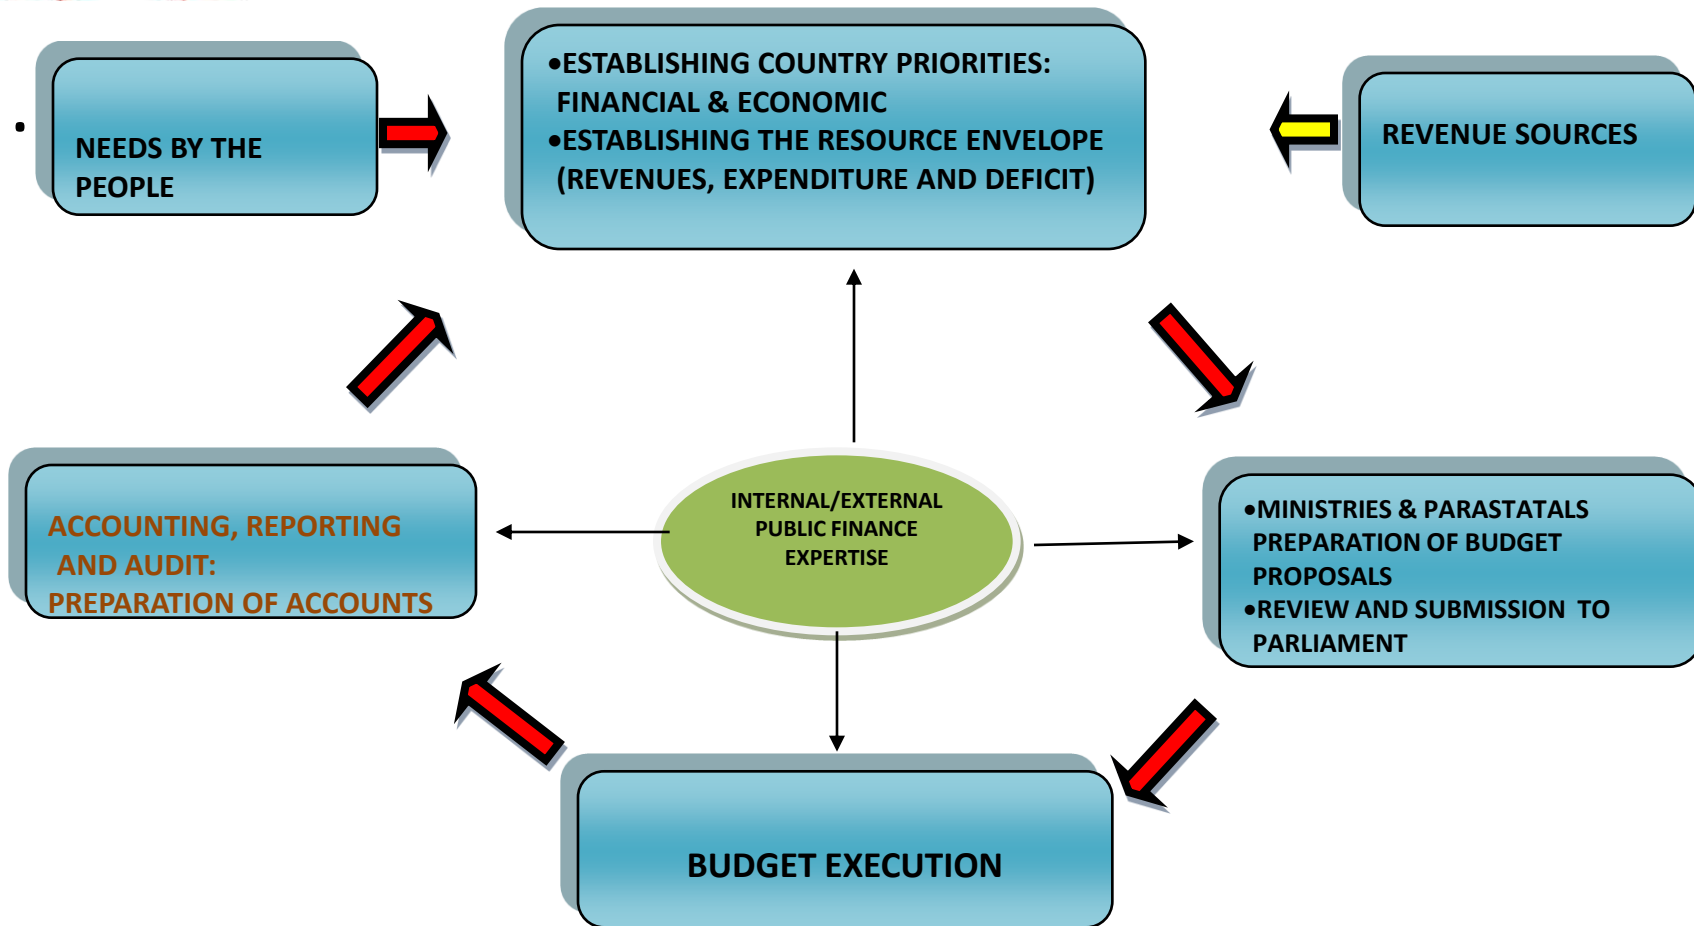 NEEDS BY THE
PEOPLE
•ESTABLISHING COUNTRY PRIORITIES:
FINANCIAL & ECONOMIC
•ESTABLISHING THE RESOURCE ENVELOPE
(REVENUES, EXPENDITURE AND DEFICIT)
REVENUE SOURCES
ACCOUNTING, REPORTING
AND AUDIT:
PREPARATION OF ACCOUNTS
INTERNAL/EXTERNAL
PUBLIC FINANCE
EXPERTISE
•MINISTRIES & PARASTATALS
PREPARATION OF BUDGET
PROPOSALS
•REVIEW AND SUBMISSION TO
PARLIAMENT
BUDGET EXECUTION